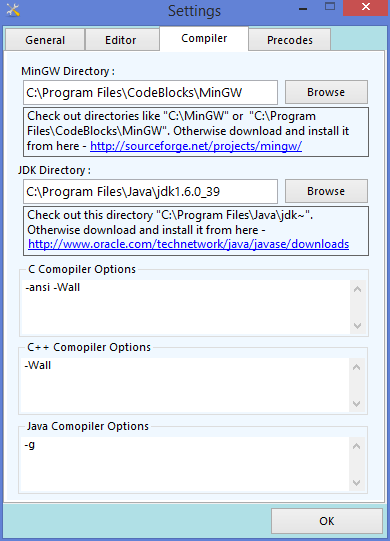 Settings
General
Editor
Compiler
Precodes
MinGW Directory :
C:\Program Files\CodeBlocks\MinGW
Browse
Check out directories like "C:\MinGW" or "C:\Program
Files\CodeBlocks\MinGW". Otherwise download and install it
from here - http://sourceforge.net/projects/mingw/
JDK Directory :
C:\Program Files\Java\jdk1.6.0_39
Browse
Check out this directory "C:\Program Files\Java\jdk~".
Otherwise download and install it from here -
http://www.oracle.com/technetwork/java/javase/downloads
C Comopiler Options
-ansi -Wall
C++ Comopiler Options
-Wall
Java Comopiler Options
-g
OK